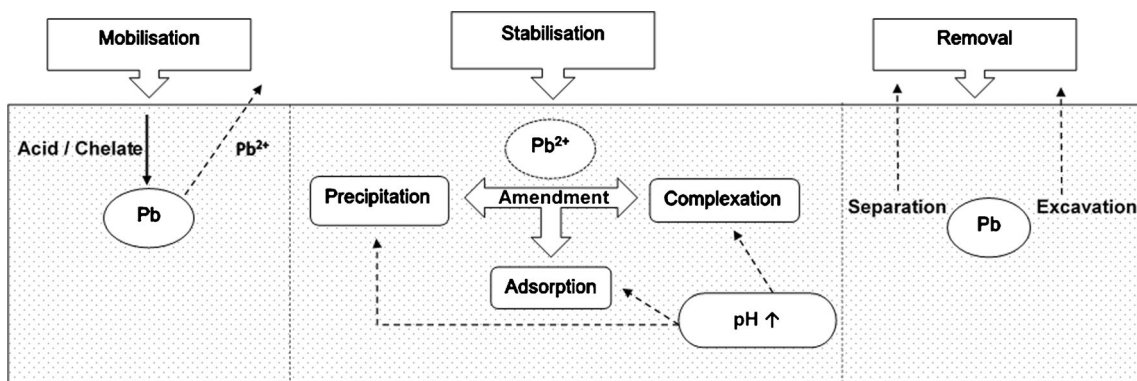 Mobilisation
Stabilisation
Removal
Acid / Chelate
Pb²⁺
Pb
Pb²⁺
Precipitation
Amendment
Complexation
Adsorption
pH ↑
Separation
Pb
Excavation